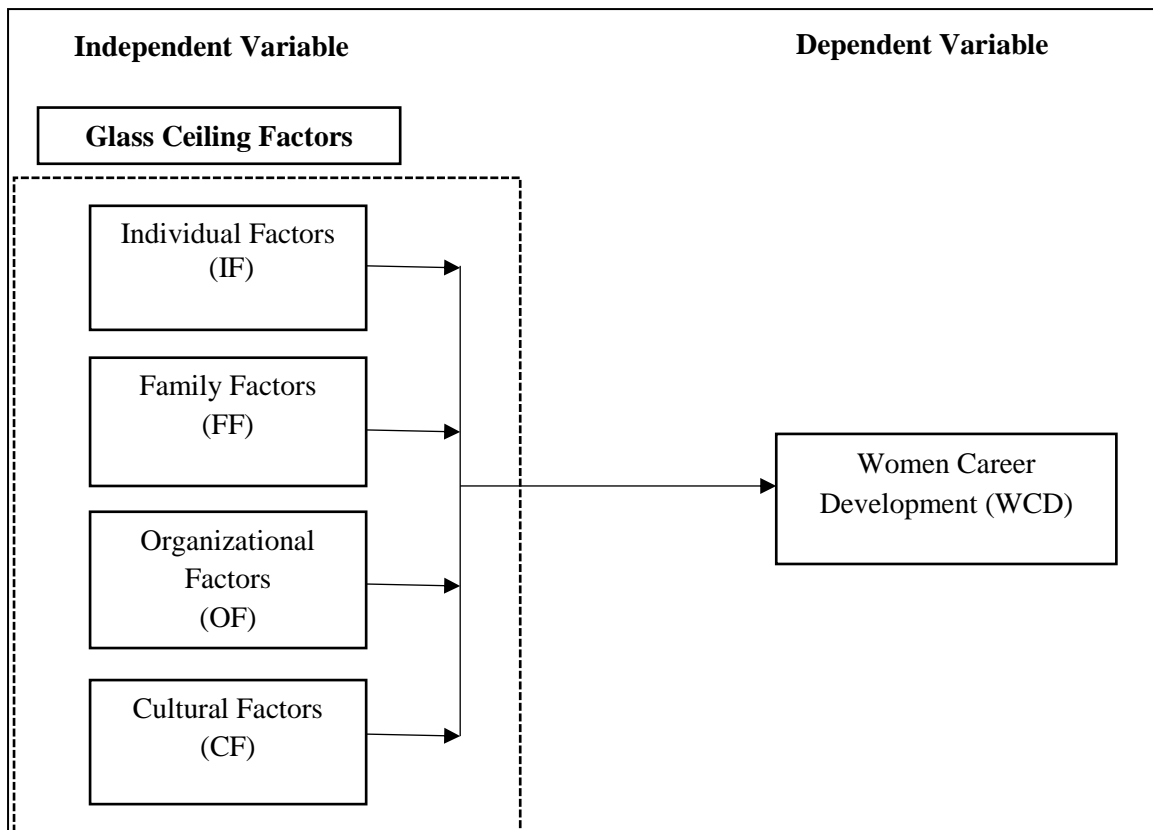 Independent Variable
Dependent Variable
Glass Ceiling Factors
Individual Factors
(IF)
Family Factors
(FF)
Organizational
Factors
(OF)
Cultural Factors
(CF)
Women Career
Development (WCD)